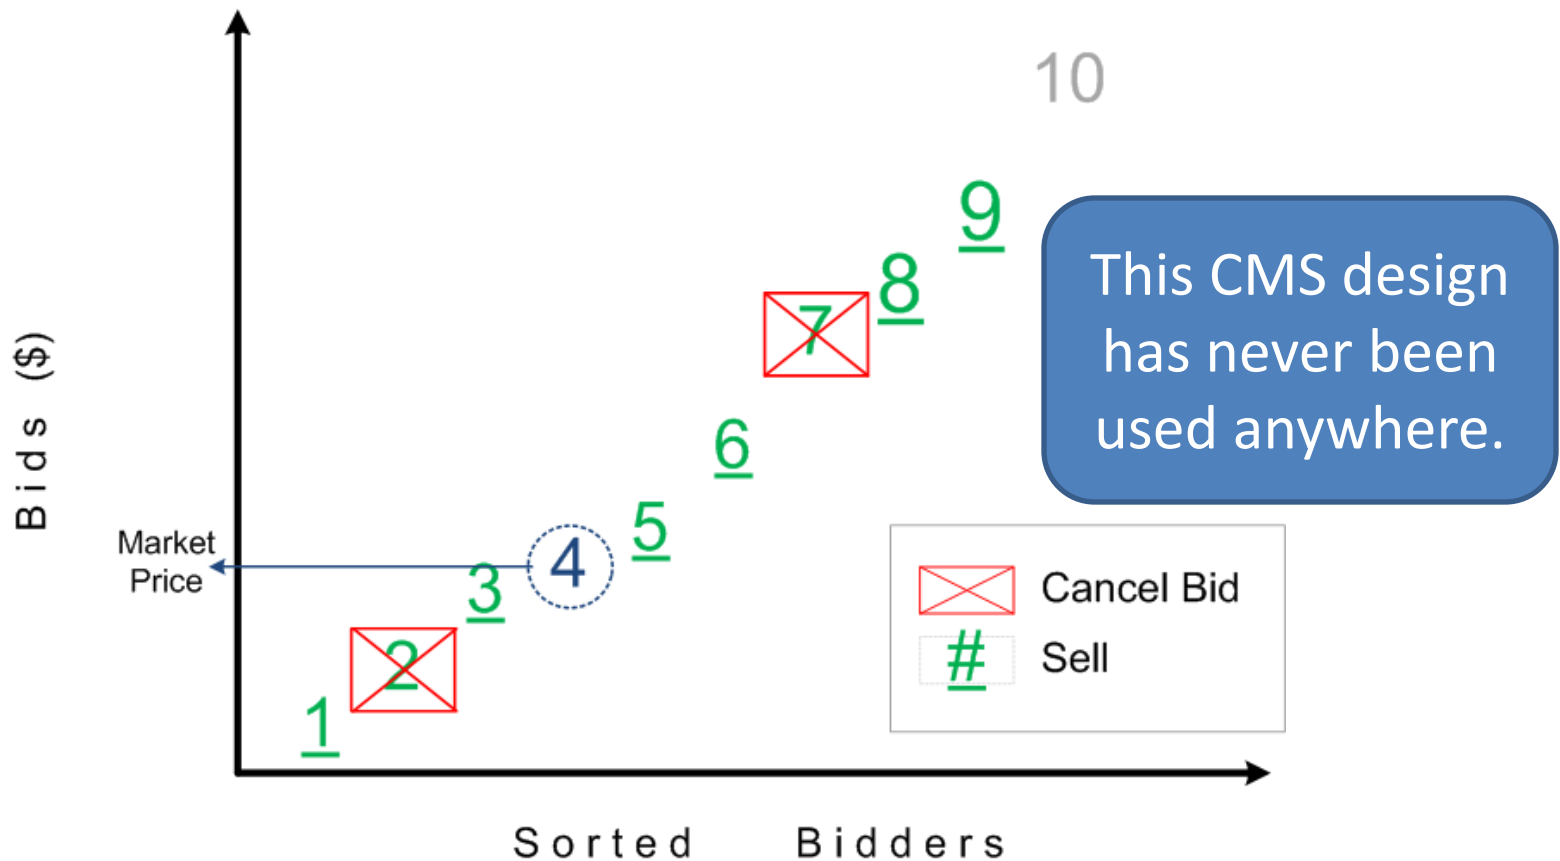 10
9
8
7
6
5
4
3
2
1
Bids ($)
Market
Price
Sorted Bidders
This CMS design
has never been
used anywhere.
Cancel Bid
# Sell